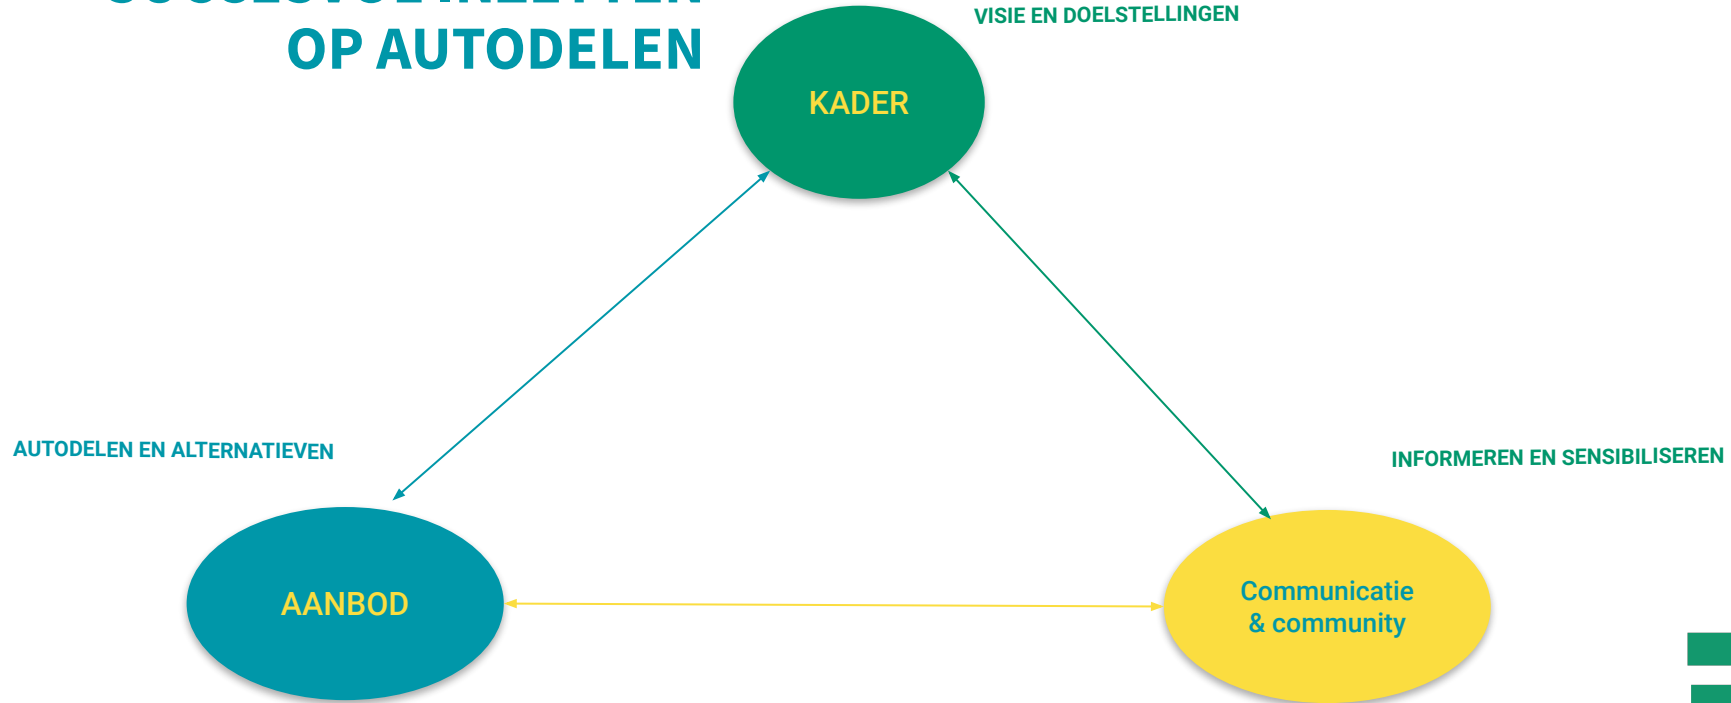 OP AUTODELEN
VISIE EN DOELSTELLINGEN
KADER
AUTODELEN EN ALTERNATIEVEN
INFORMEREN EN SENSIBILISEREN
AANBOD
Communicatie
& community